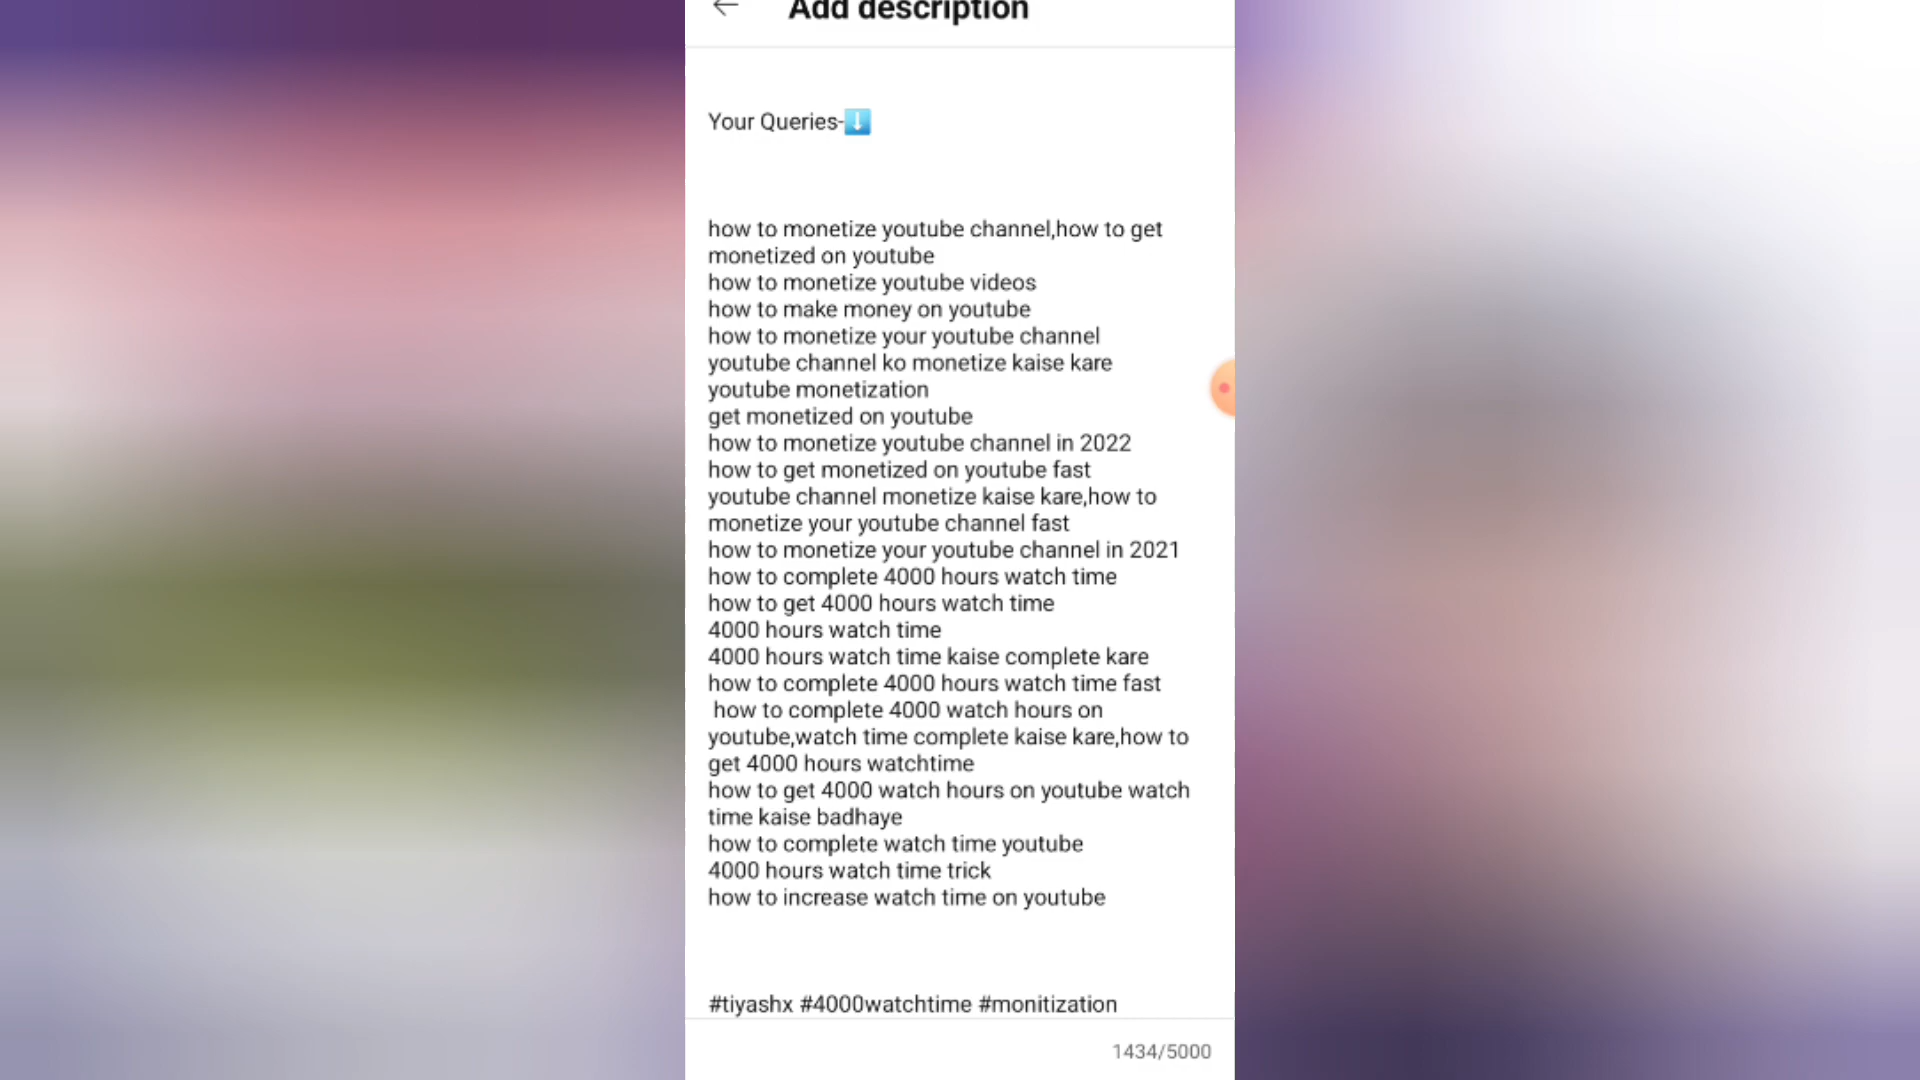 Add description
Your Queries-⬇️
how to monetize youtube channel,how to get
monetized on youtube
how to monetize youtube videos
how to make money on youtube
how to monetize your youtube channel
youtube channel ko monetize kaise kare
youtube monetization
get monetized on youtube
how to monetize youtube channel in 2022
how to get monetized on youtube fast
youtube channel monetize kaise kare,how to
monetize your youtube channel fast
how to monetize your youtube channel in 2021
how to complete 4000 hours watch time
how to get 4000 hours watch time
4000 hours watch time
4000 hours watch time kaise complete kare
how to complete 4000 hours watch time fast
how to complete 4000 watch hours on
youtube,watch time complete kaise kare,how to
get 4000 hours watchtime
how to get 4000 watch hours on youtube watch
time kaise badhaye
how to complete watch time youtube
4000 hours watch time trick
how to increase watch time on youtube
#tiyashx #4000watchtime #monitization
1434/5000